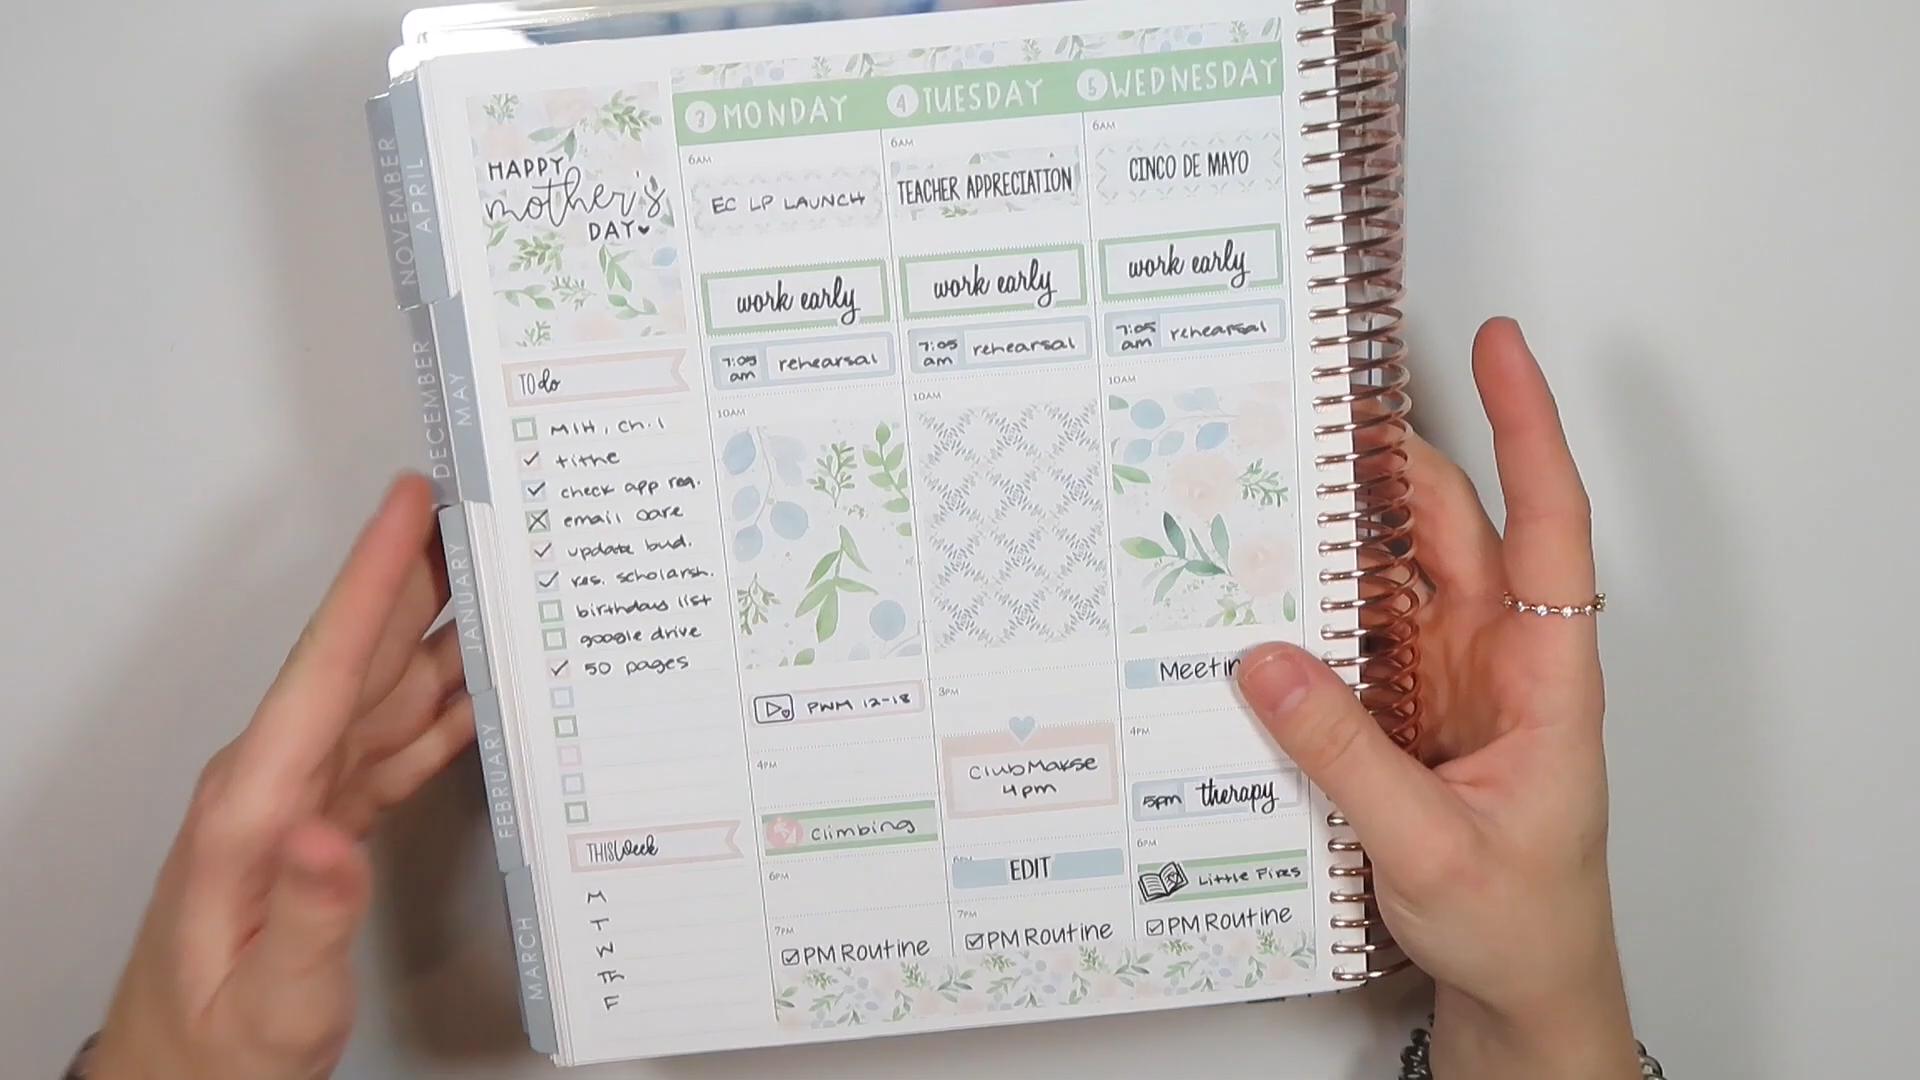 NOVEMBER
APRIL
DECEMBER
MAY
JANUARY
FEBRUARY
MARCH
HAPPY
mother's
DAY
TO do
MIH, ch.1
tithe
check app req.
email Care
update bud.
res. scholarsh.
birthday list
google drive
50 pages
THIS Week
M
T
W
Th
F
3 MONDAY
6AM
EC LP LAUNCH
work early
7:05 am rehearsal
10AM
PWM 12-18
4PM
climbing
6PM
7PM
PM Routine
4 TUESDAY
6AM
TEACHER APPRECIATION
work early
7:05 am rehearsal
10AM
3PM
Club Makse
4pm
EDIT
7PM
PM Routine
5 WEDNESDAY
6AM
CINCO DE MAYO
work early
7:05 am rehearsal
10AM
Meetin
4PM
5pm therapy
6PM
Little Fires
PM Routine